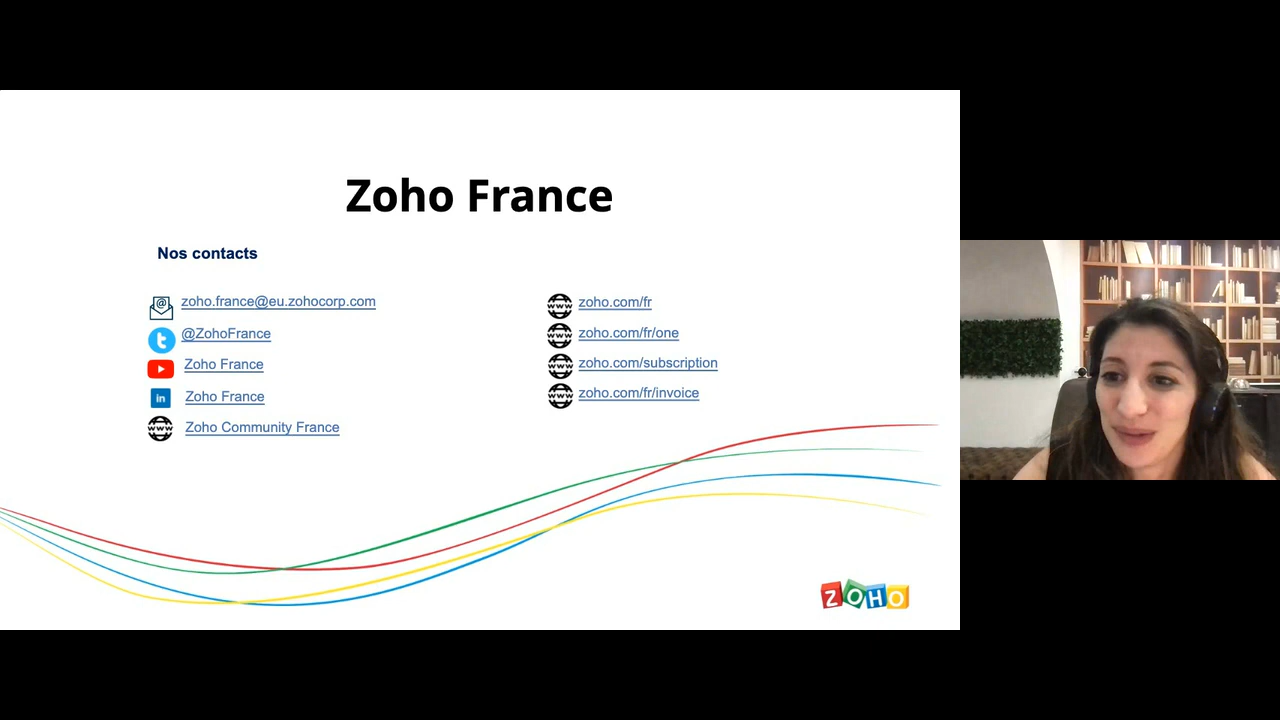 Zoho France
Nos contacts
zoho.france@eu.zohocorp.com
@ZohoFrance
Zoho France
Zoho France
Zoho Community France
zoho.com/fr
zoho.com/fr/one
zoho.com/subscription
zoho.com/fr/invoice
ZOHO